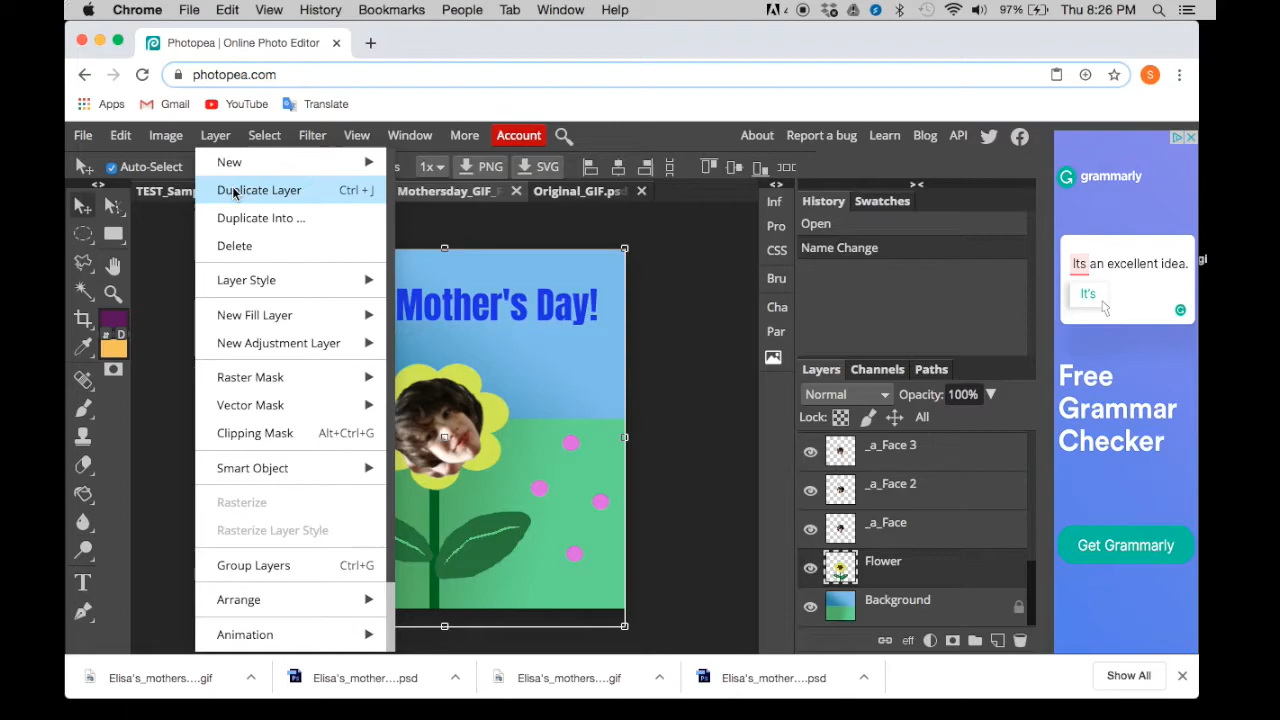 Chrome File Edit View History Bookmarks People Tab Window Help 97% Thu 8:26 PM
Photopea | Online Photo Editor
photopea.com S
Apps Gmail YouTube Translate
File Edit Image Layer Select Filter View Window More Account About Report a bug Learn Blog API
Auto-Select s 1x PNG SVG
TEST_Samp Mothersday_GIF_F Original_GIF.psd
New
Duplicate Layer Ctrl + J
Duplicate Into ...
Delete
Layer Style
New Fill Layer
New Adjustment Layer
Raster Mask
Vector Mask
Clipping Mask Alt+Ctrl+G
Smart Object
Rasterize
Rasterize Layer Style
Group Layers Ctrl+G
Arrange
Animation
D
T
Mother's Day!
Inf
Pro
CSS
Bru
Cha
Par
History Swatches
Open
Name Change
Layers Channels Paths
Normal Opacity: 100%
Lock: All
_a_Face 3
_a_Face 2
_a_Face
Flower
Background
eff
grammarly
Its an excellent idea.
It's
Free
Grammar
Checker
Get Grammarly
gi
Elisa's_mothers....gif Elisa's_mother....psd Elisa's_mothers....gif Elisa's_mother....psd Show All